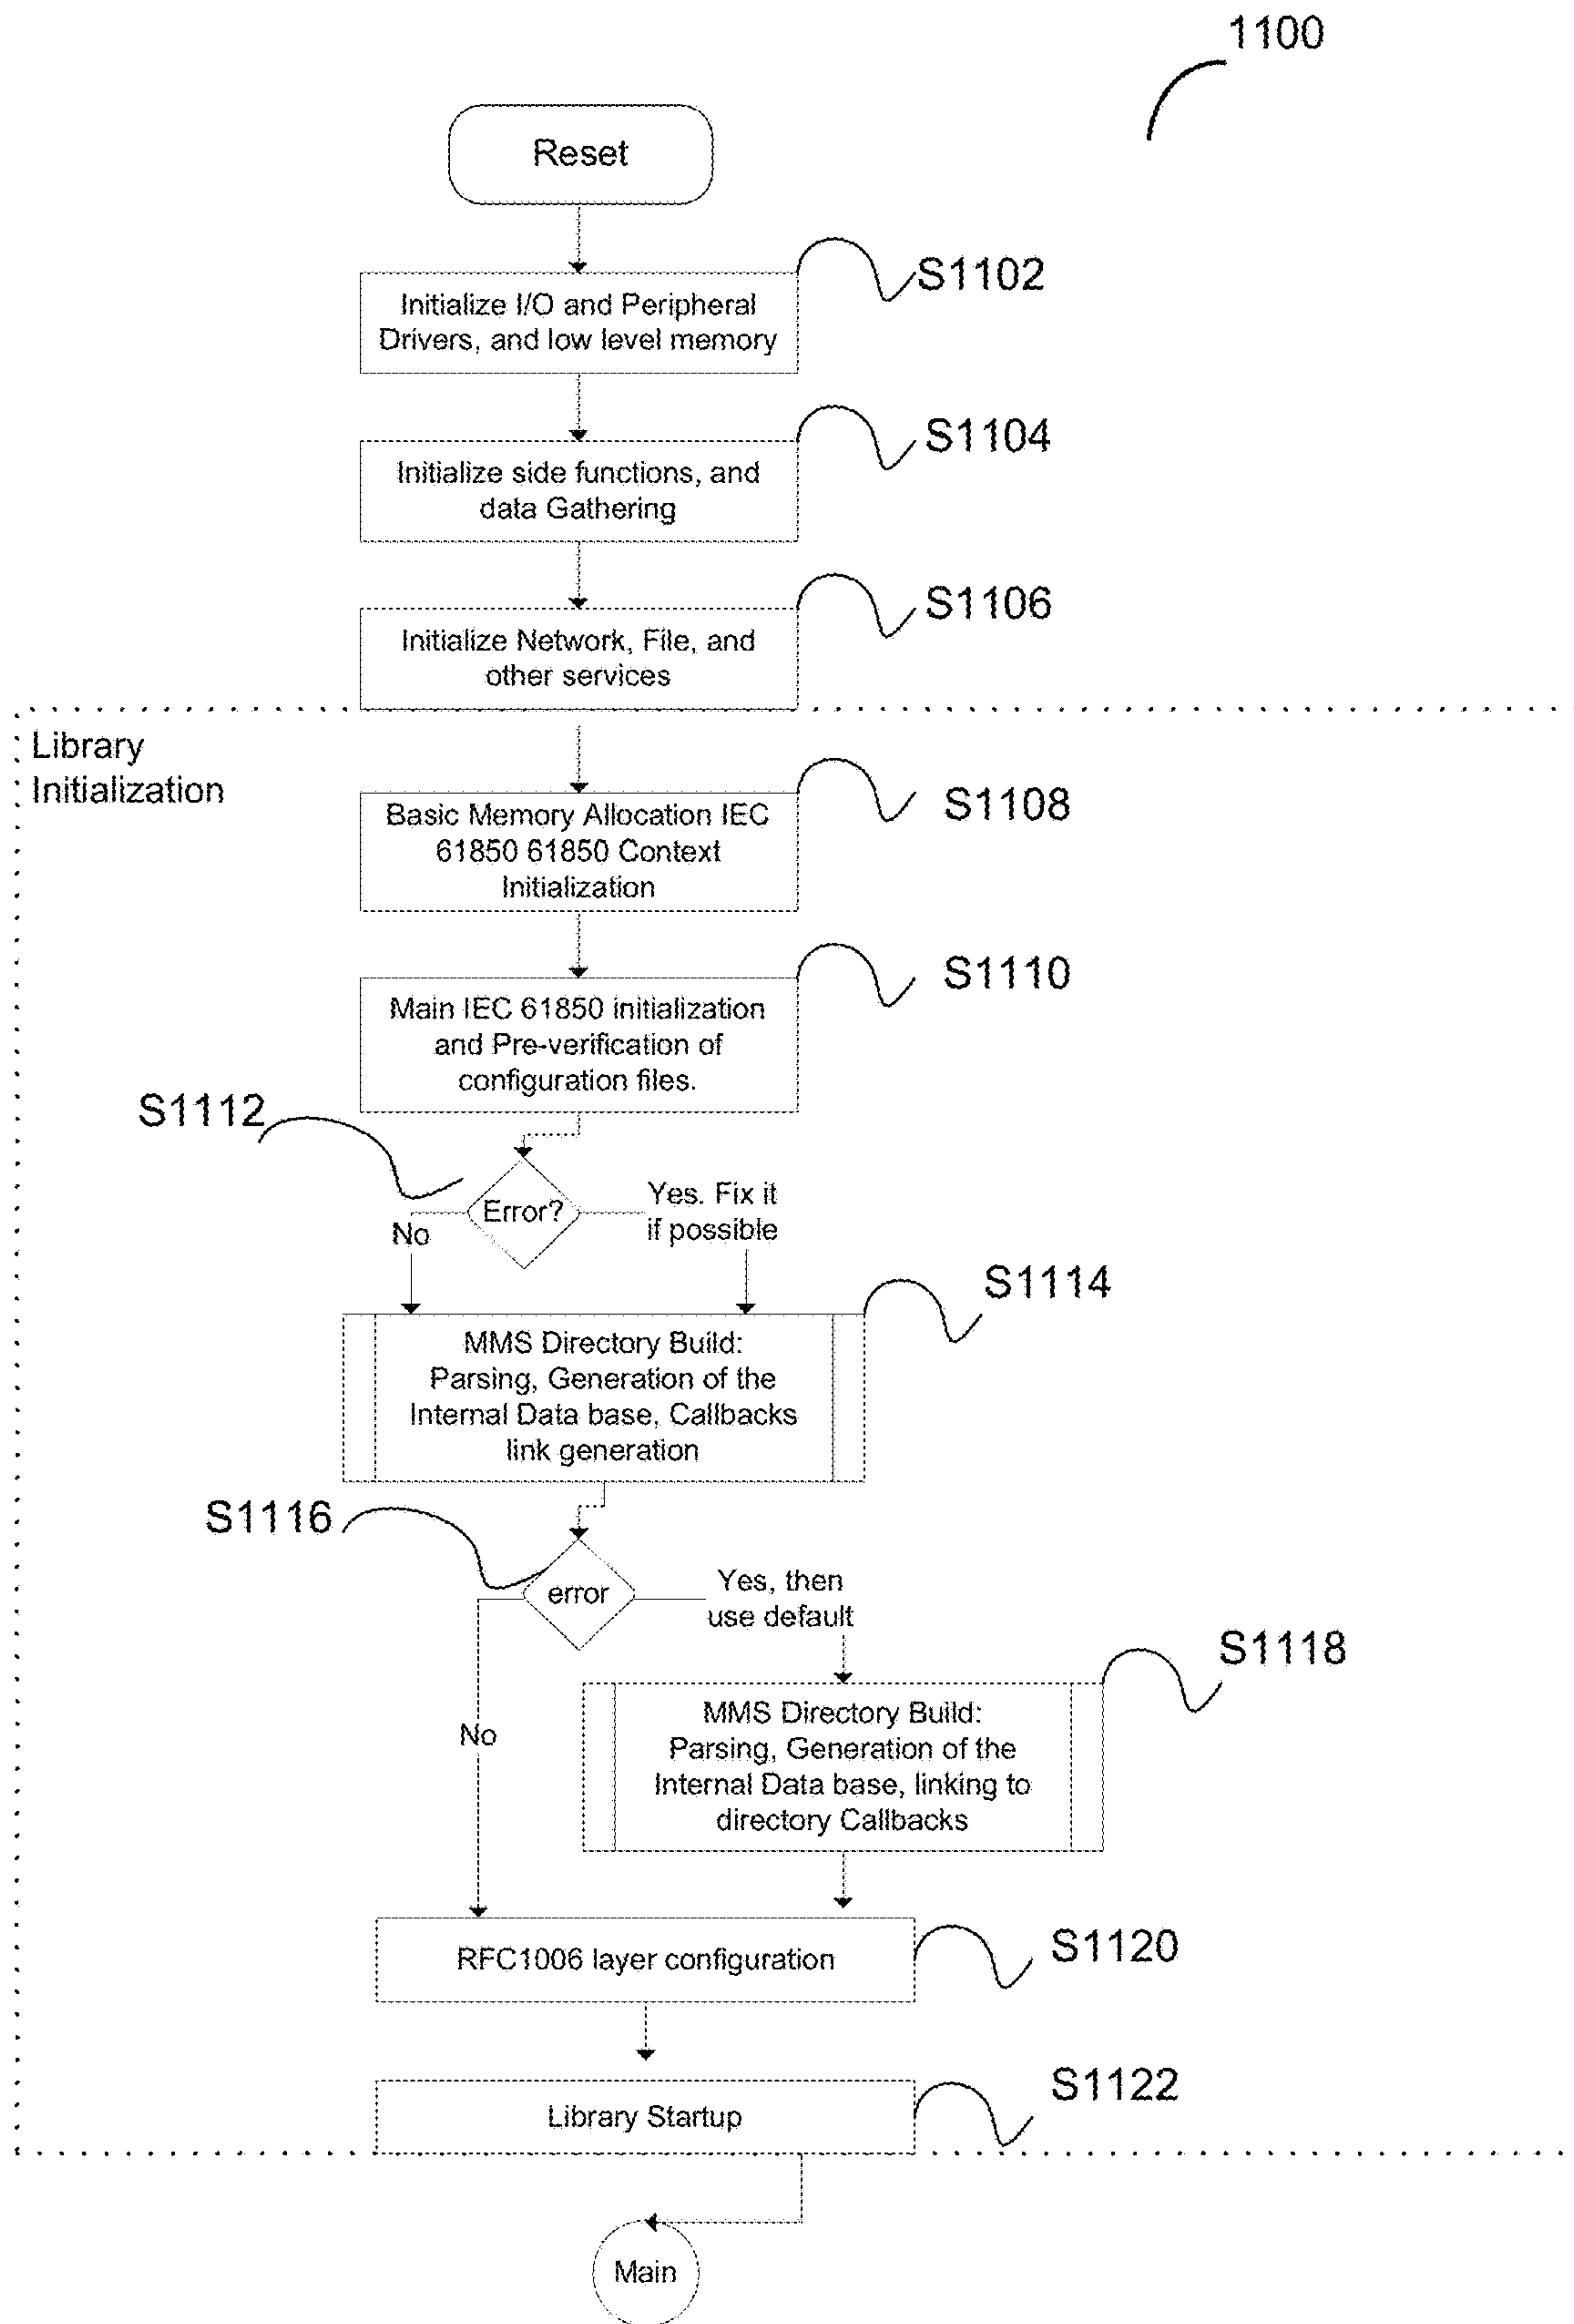 1100
Reset
S1102
Initialize I/O and Peripheral
Drivers, and low level memory
S1104
Initialize side functions, and
data Gathering
S1106
Initialize Network, File, and
other services
Library
Initialization
S1108
Basic Memory Allocation IEC
61850 61850 Context
Initialization
S1110
Main IEC 61850 initialization
and Pre-verification of
configuration files.
S1112
Error?
Yes. Fix it
if possible
No
S1114
MMS Directory Build:
Parsing, Generation of the
Internal Data base, Callbacks
link generation
S1116
error
Yes, then
use default
No
S1118
MMS Directory Build:
Parsing, Generation of the
Internal Data base, linking to
directory Callbacks
RFC1006 layer configuration
S1120
Library Startup
S1122
Main